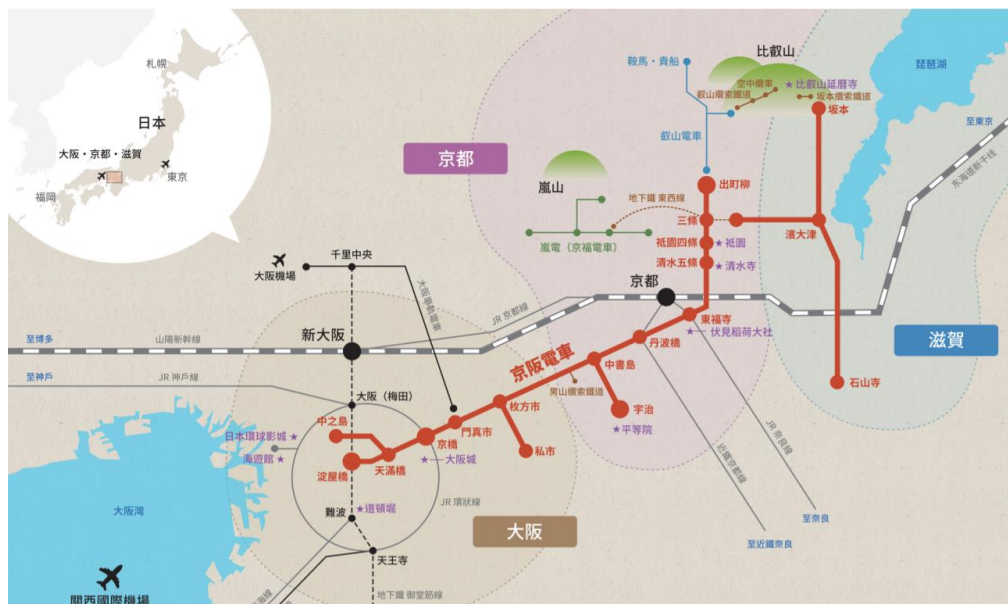 札幌
日本
大阪・京都・滋賀
東京
福岡
京都
鞍馬・貴船
比叡山
空中纜車
叡山纜索鐵道
★比叡山延曆寺
坂本纜索鐵道
坂本
琵琶湖
至東京
东海道新干线
叡山電車
出町柳
嵐山
地下鐵 東西線
三條
濱大津
嵐電（京福電車）
祇園四條
★祇園
清水五條
★清水寺
千里中央
大阪機場
大阪單軌電車
京都
JR 京都線
東福寺
★伏見稻荷大社
新大阪
至博多
山陽新幹線
丹波橋
滋賀
京阪電車
中書島
男山纜索鐵道
石山寺
至神戶
JR 神戶線
大阪（梅田）
枚方市
宇治
★平等院
中之島
門真市
京橋
日本環球影城★
海遊館★
天滿橋
★大阪城
私市
淀屋橋
JR 奈良線
近鐵京都線
JR 環狀線
大阪灣
難波
★道頓堀
大阪
至奈良
至近鐵奈良
天王寺
關西國際機場
地下鐵 御堂筋線